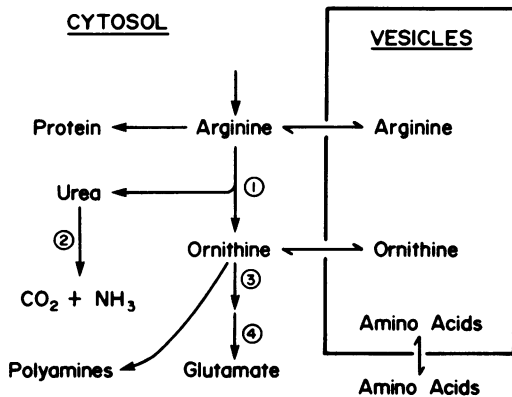 CYTOSOL
VESICLES
Protein
Arginine
Arginine
Urea
①
②
Ornithine
Ornithine
③
CO₂ + NH₃
④
Amino Acids
Polyamines
Glutamate
Amino Acids